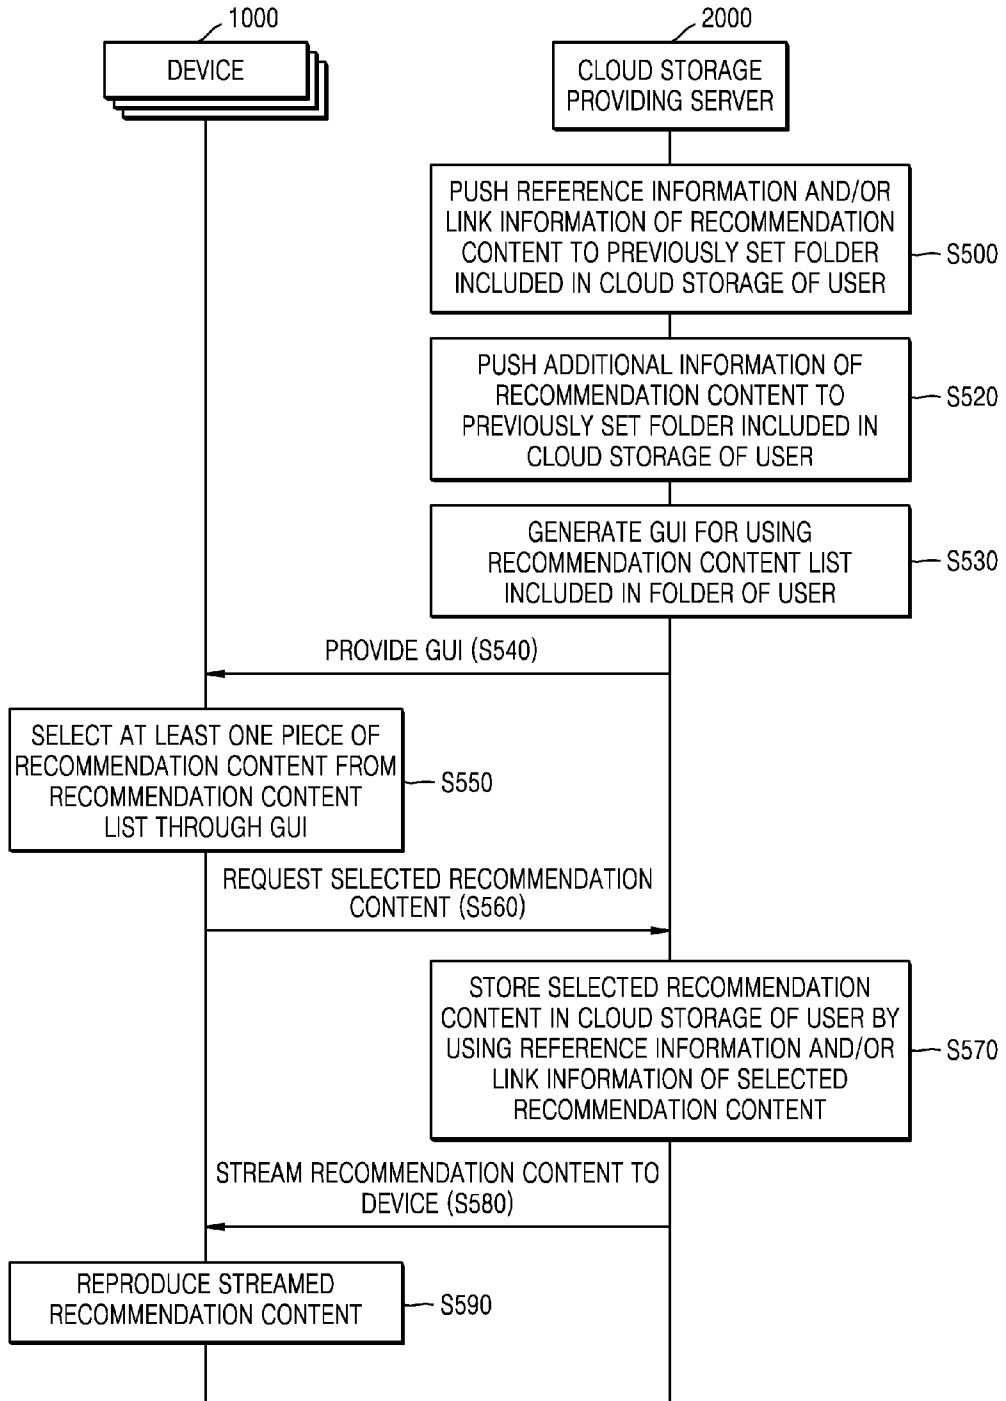 1000
2000
DEVICE
CLOUD STORAGE
PROVIDING SERVER
PUSH REFERENCE INFORMATION AND/OR
LINK INFORMATION OF RECOMMENDATION
CONTENT TO PREVIOUSLY SET FOLDER
INCLUDED IN CLOUD STORAGE OF USER
S500
PUSH ADDITIONAL INFORMATION OF
RECOMMENDATION CONTENT TO
PREVIOUSLY SET FOLDER INCLUDED IN
CLOUD STORAGE OF USER
S520
GENERATE GUI FOR USING
RECOMMENDATION CONTENT LIST
INCLUDED IN FOLDER OF USER
S530
PROVIDE GUI (S540)
SELECT AT LEAST ONE PIECE OF
RECOMMENDATION CONTENT FROM
RECOMMENDATION CONTENT
LIST THROUGH GUI
S550
REQUEST SELECTED RECOMMENDATION
CONTENT (S560)
STORE SELECTED RECOMMENDATION
CONTENT IN CLOUD STORAGE OF USER BY
USING REFERENCE INFORMATION AND/OR
LINK INFORMATION OF SELECTED
RECOMMENDATION CONTENT
S570
STREAM RECOMMENDATION CONTENT TO
DEVICE (S580)
REPRODUCE STREAMED
RECOMMENDATION CONTENT
S590